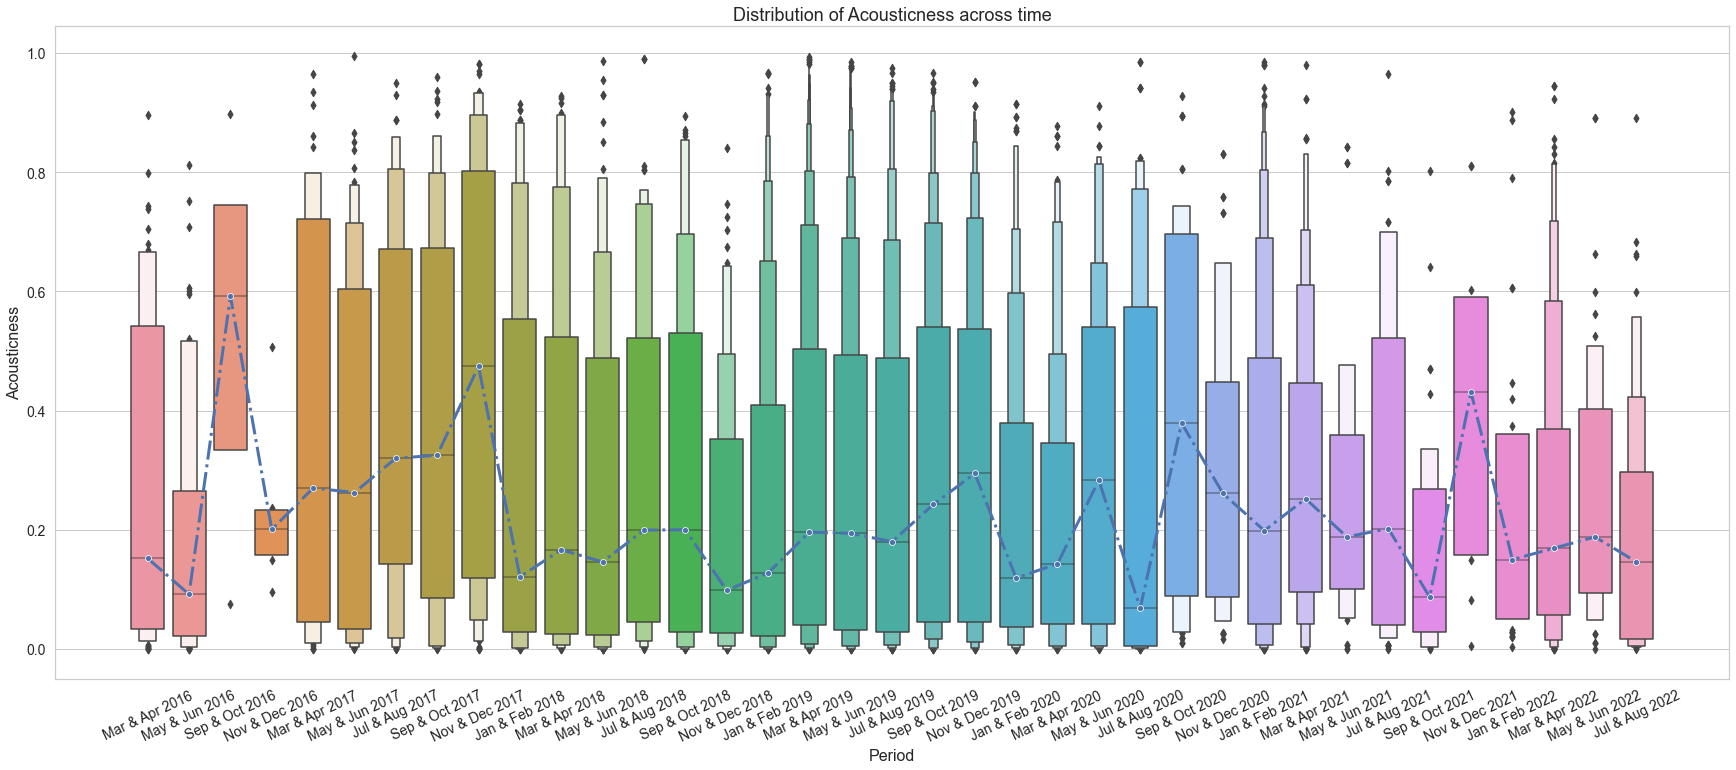 Distribution of Acousticness across time
1.0
0.8
0.6
0.4
0.2
0.0
Acousticness
Mar & Apr 2016
May & Jun 2016
Sep & Oct 2016
Nov & Dec 2016
Mar & Apr 2017
May & Jun 2017
Jul & Aug 2017
Sep & Oct 2017
Nov & Dec 2017
Jan & Feb 2018
Mar & Apr 2018
May & Jun 2018
Jul & Aug 2018
Sep & Oct 2018
Nov & Dec 2018
Jan & Feb 2019
Mar & Apr 2019
May & Jun 2019
Jul & Aug 2019
Sep & Oct 2019
Nov & Dec 2019
Jan & Feb 2020
Mar & Apr 2020
May & Jun 2020
Jul & Aug 2020
Sep & Oct 2020
Nov & Dec 2020
Jan & Feb 2021
Mar & Apr 2021
May & Jun 2021
Jul & Aug 2021
Sep & Oct 2021
Nov & Dec 2021
Jan & Feb 2022
Mar & Apr 2022
May & Jun 2022
Jul & Aug 2022
Period